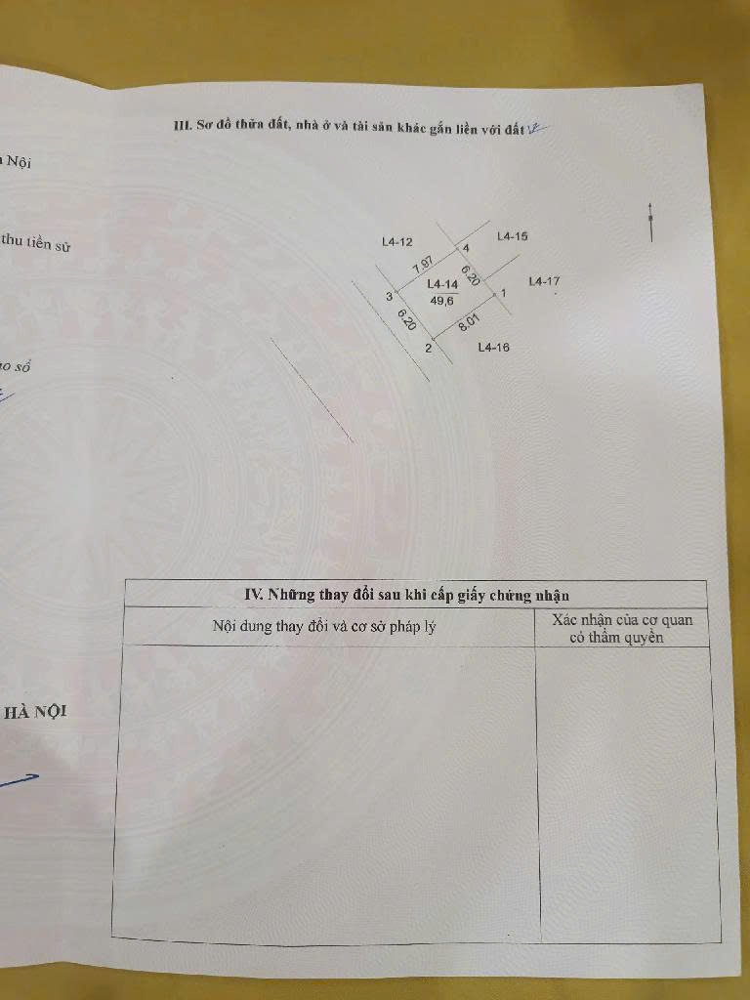 III. Sơ đồ thửa đất, nhà ở và tài sản khác gắn liền với đất
Nội
thu tiền sử
sổ
HÀ NỘI
L4-12
L4-15
4
7.97
6.20
L4-14
49,6
L4-17
3
1
6.20
8.01
2
L4-16
IV. Những thay đổi sau khi cấp giấy chứng nhận
Nội dung thay đổi và cơ sở pháp lý
Xác nhận của cơ quan
có thẩm quyền